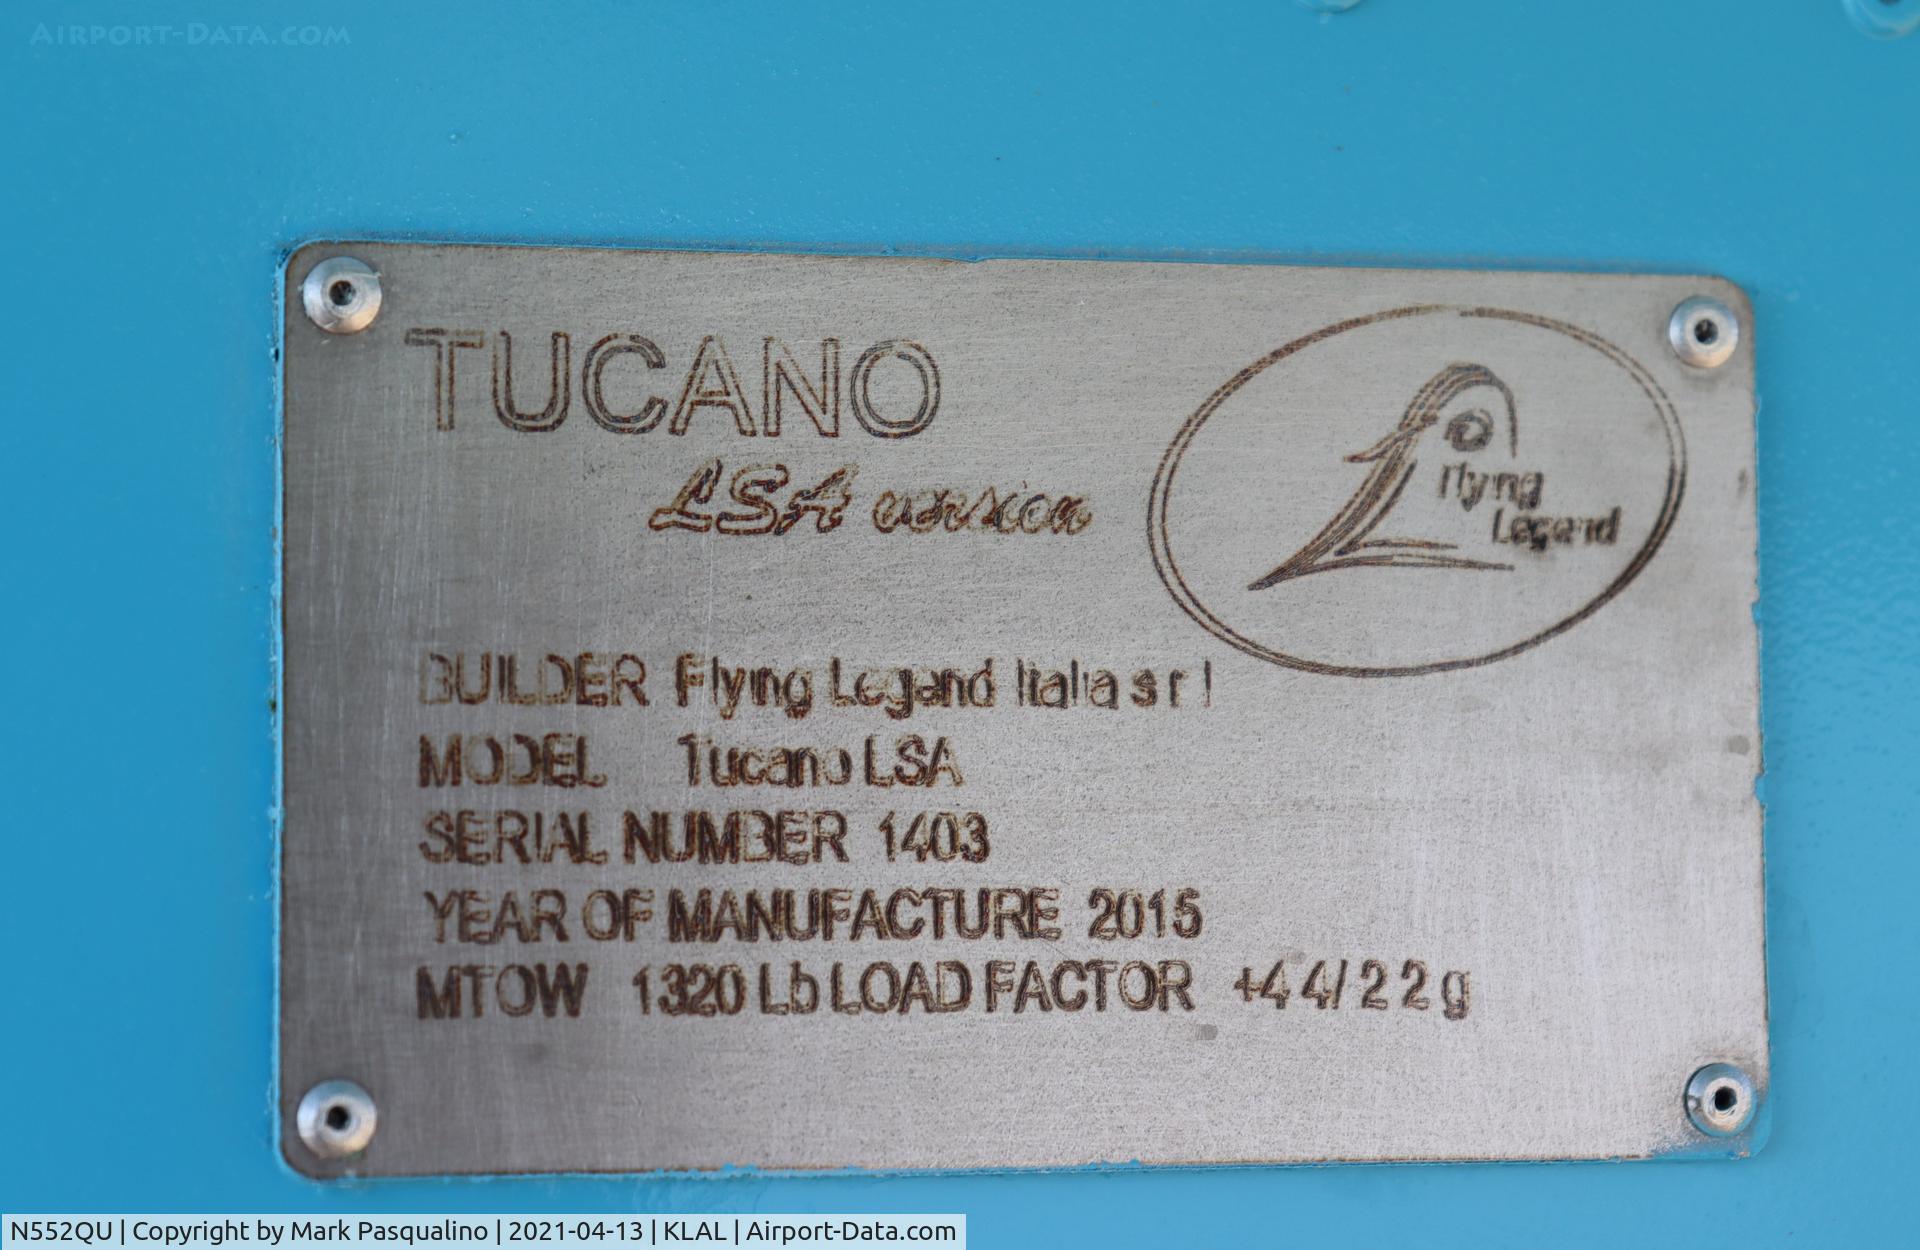 AIRPORT-DATA.COM
TUCANO
LSA version
Flying
Legend
BUILDER Flying Legend Italia s r l
MODEL Tucano LSA
SERIAL NUMBER 1403
YEAR OF MANUFACTURE 2015
MTOW 1320 Lb LOAD FACTOR +4 4/ 2 2 g
N552QU | Copyright by Mark Pasqualino | 2021-04-13 | KLAL | Airport-Data.com